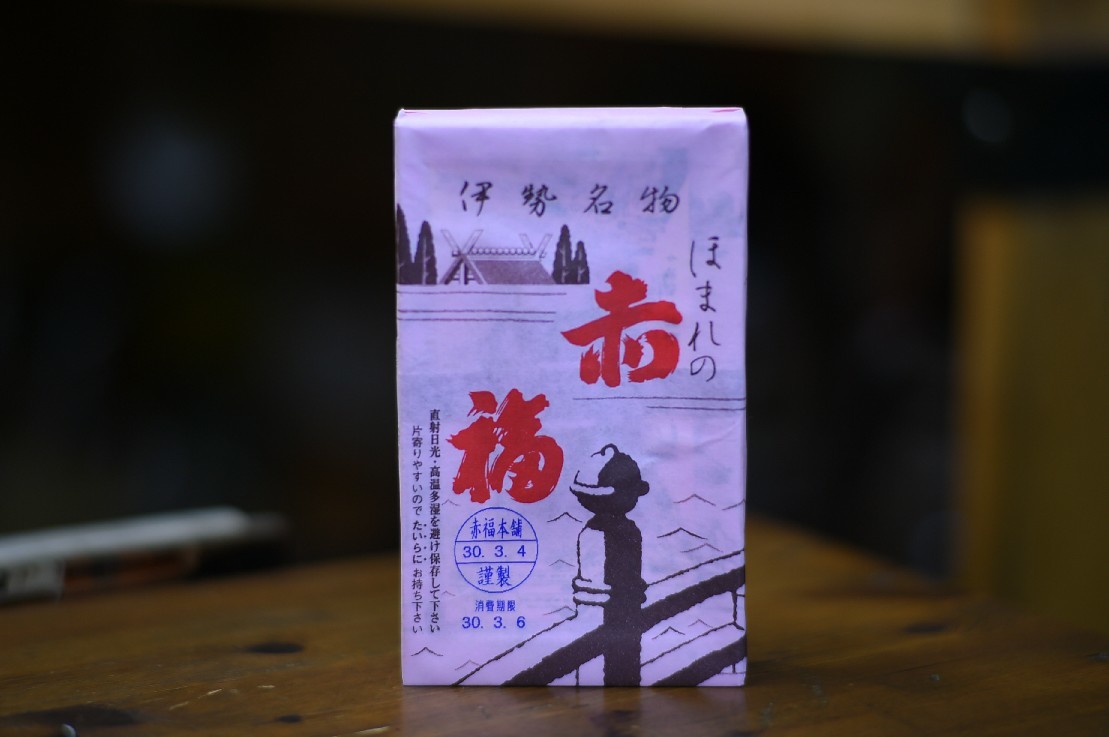 伊勢名物
ほまれの
赤福
直射日光・高温多湿を避け保存して下さい
片寄りやすいので たいらに お持ち下さい
赤福本舗
30. 3. 4
謹製
消費期限
30. 3. 6